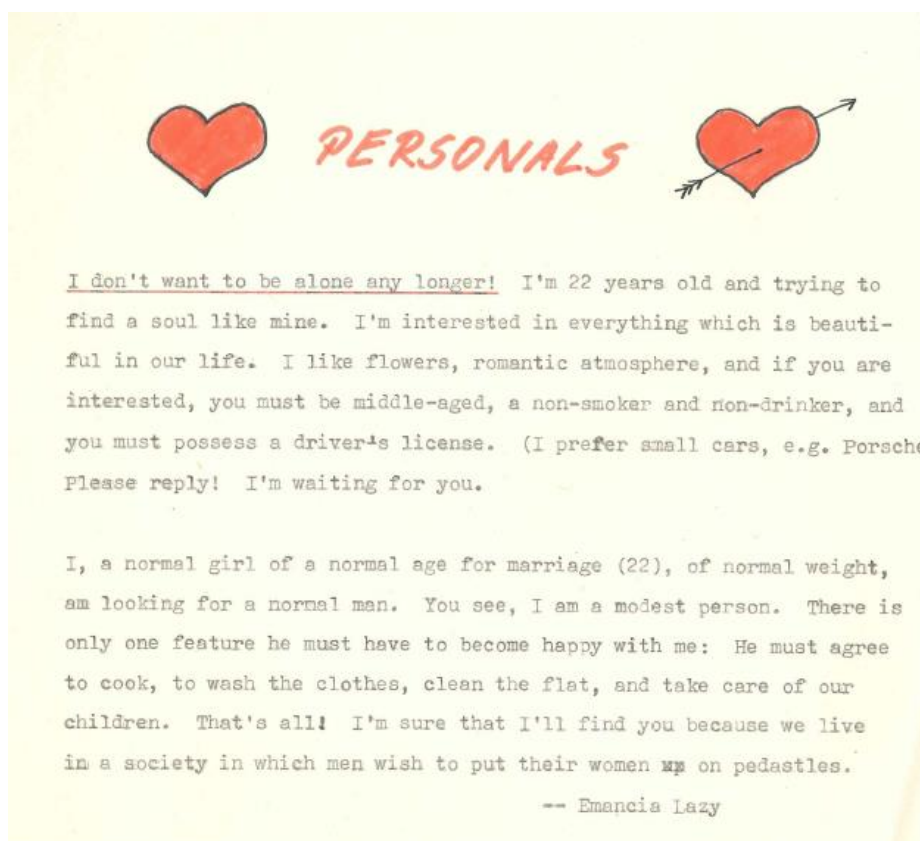 PERSONALS
I don't want to be alone any longer! I'm 22 years old and trying to
find a soul like mine. I'm interested in everything which is beauti-
ful in our life. I like flowers, romantic atmosphere, and if you are
interested, you must be middle-aged, a non-smoker and non-drinker, and
you must possess a driver's license. (I prefer small cars, e.g. Porsche
Please reply! I'm waiting for you.
I, a normal girl of a normal age for marriage (22), of normal weight,
am looking for a normal man. You see, I am a modest person. There is
only one feature he must have to become happy with me: He must agree
to cook, to wash the clothes, clean the flat, and take care of our
children. That's all! I'm sure that I'll find you because we live
in a society in which men wish to put their women on pedastles.
-- Emancia Lazy